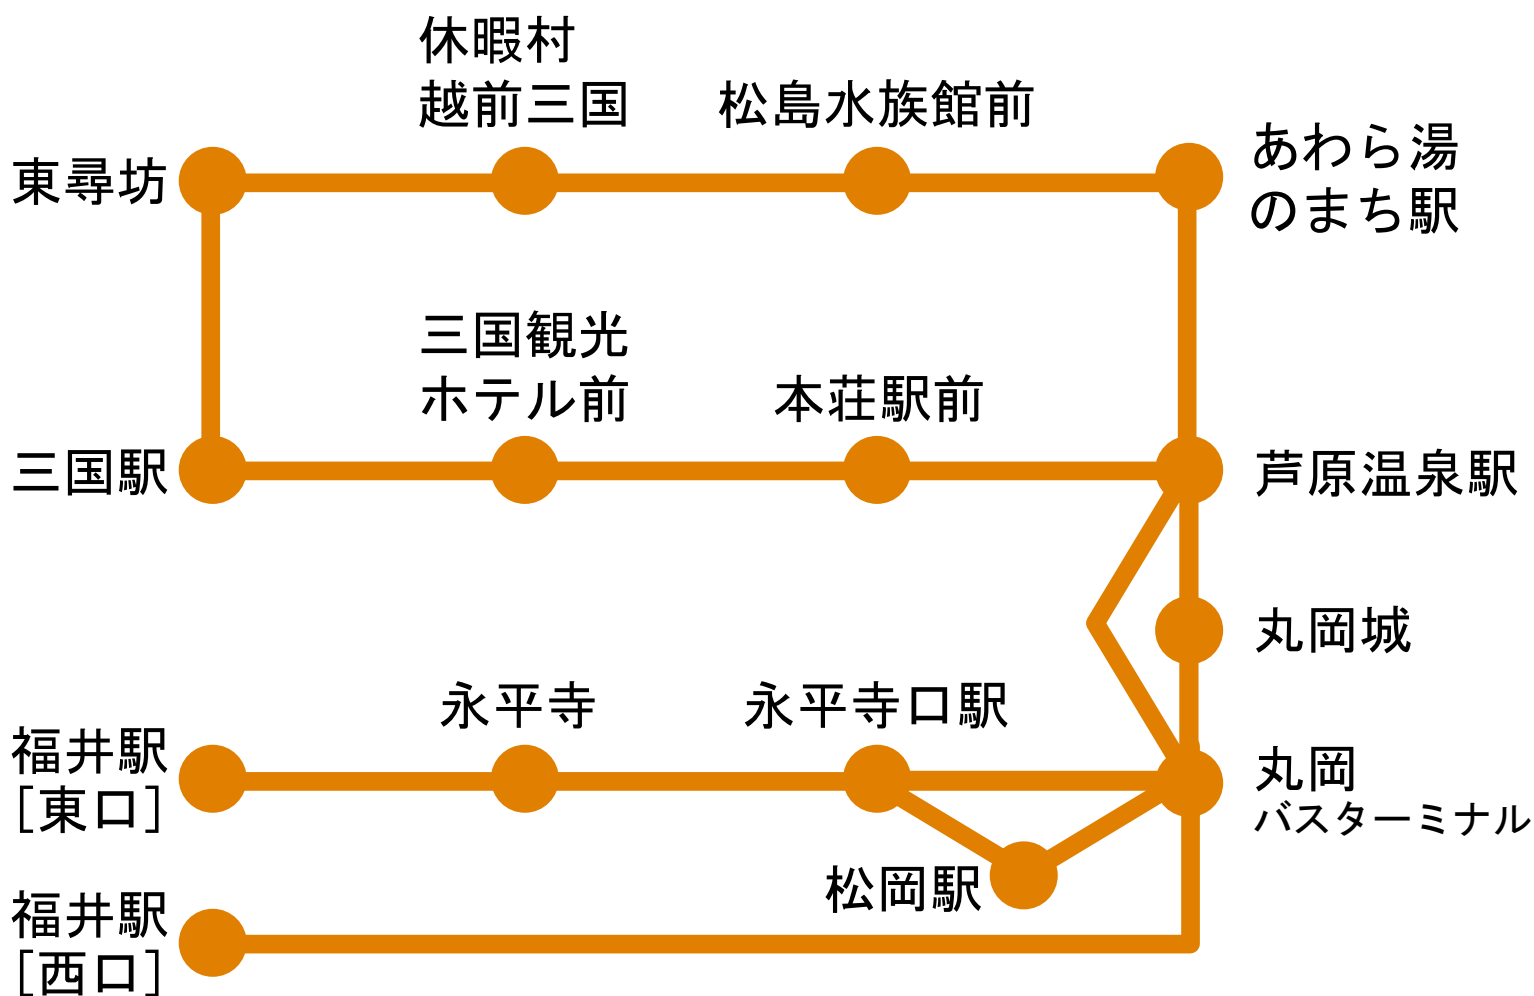 休暇村
越前三国
松島水族館前
東尋坊
あわら湯
のまち駅
三国観光
ホテル前
本荘駅前
三国駅
芦原温泉駅
丸岡城
永平寺
永平寺口駅
福井駅
［東口］
丸岡
バスターミナル
松岡駅
福井駅
［西口］